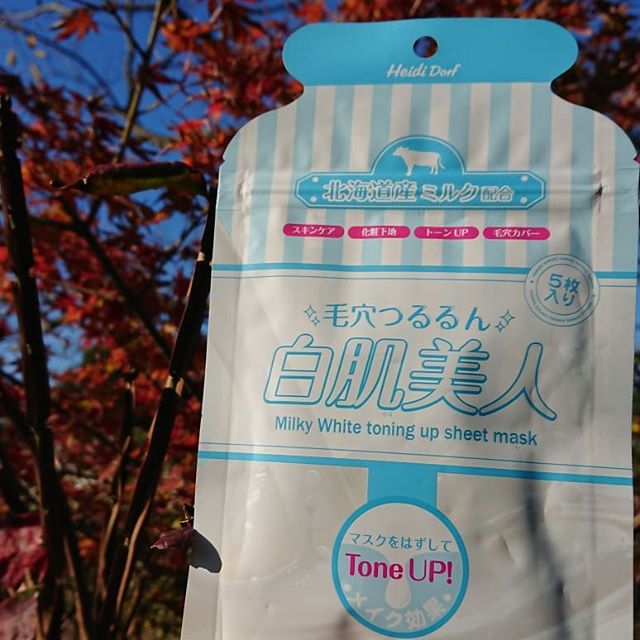 Heidi Dorf
北海道産ミルク配合
スキンケア 化粧下地 トーンUP 毛穴カバー
5枚
入り
毛穴つるるん
白肌美人
Milky White toning up sheet mask
マスクをはずして
Tone UP!
メイク効果